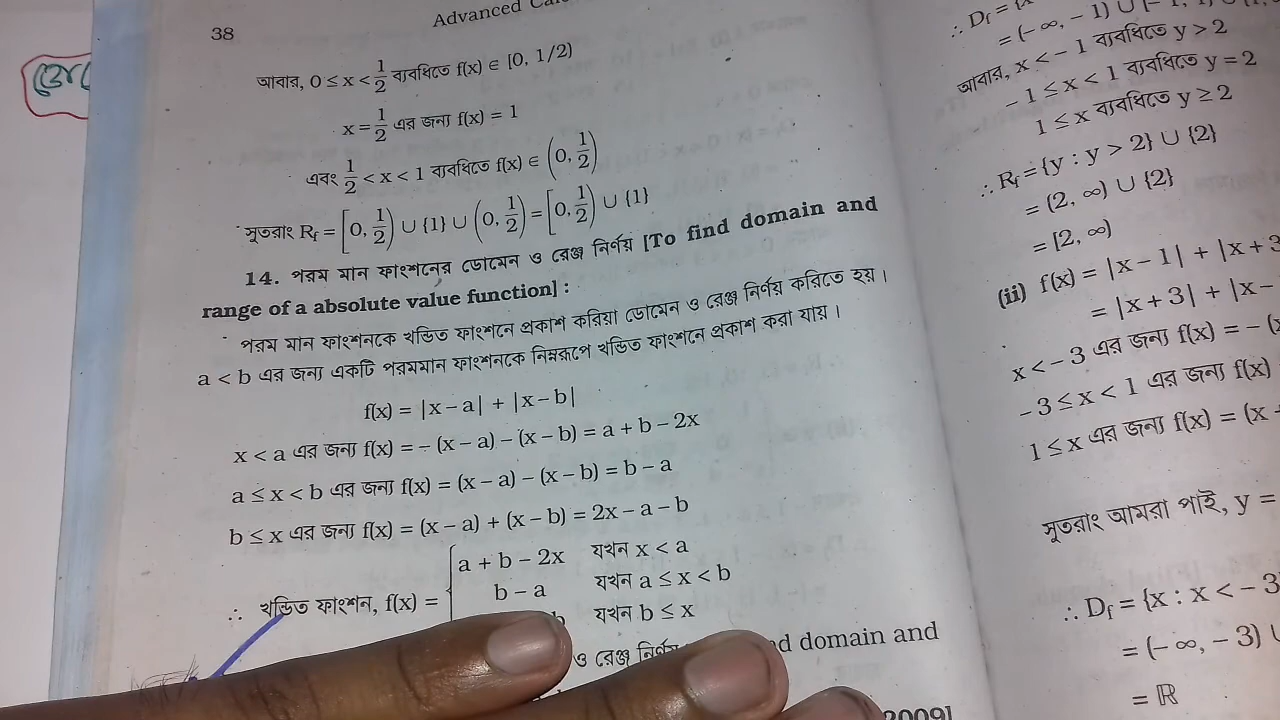 38
Advanced
আবার, 0 ≤ x < 1/2 ব্যবধিতে f(x) ∈ [0, 1/2)
x = 1/2 এর জন্য f(x) = 1
এবং 1/2 < x < 1 ব্যবধিতে f(x) ∈ (0, 1/2)
সুতরাং Rf = [0, 1/2) ∪ {1} ∪ (0, 1/2) = [0, 1/2) ∪ {1}
14. পরম মান ফাংশনের ডোমেন ও রেঞ্জ নির্ণয় [To find domain and
range of a absolute value function] :
পরম মান ফাংশনকে খন্ডিত ফাংশনে প্রকাশ করিয়া ডোমেন ও রেঞ্জ নির্ণয় করিতে হয়।
a < b এর জন্য একটি পরমমান ফাংশনকে নিম্নরূপে খন্ডিত ফাংশনে প্রকাশ করা যায়।
f(x) = |x – a| + |x – b|
x < a এর জন্য f(x) = – (x – a) – (x – b) = a + b – 2x
a ≤ x < b এর জন্য f(x) = (x – a) – (x – b) = b – a
b ≤ x এর জন্য f(x) = (x – a) + (x – b) = 2x – a – b
∴ খন্ডিত ফাংশন, f(x) = { a + b – 2x যখন x < a
b – a যখন a ≤ x < b
যখন b ≤ x
ও রেঞ্জ domain and
2009]
∴ Df =
= (–∞, – 1) ∪
আবার, x < – 1 ব্যবধিতে y > 2
– 1 ≤ x < 1 ব্যবধিতে y = 2
1 ≤ x ব্যবধিতে y ≥ 2
∴ Rf = {y : y > 2} ∪ {2}
= (2, ∞) ∪ {2}
= [2, ∞)
(ii) f(x) = |x – 1| + |x + 3
= |x + 3| + |x –
x < – 3 এর জন্য f(x) = – (x
– 3 ≤ x < 1 এর জন্য f(x)
1 ≤ x এর জন্য f(x) = (x +
সুতরাং আমরা পাই, y =
∴ Df = {x : x < – 3
= (– ∞, – 3) ∪
= ℝ